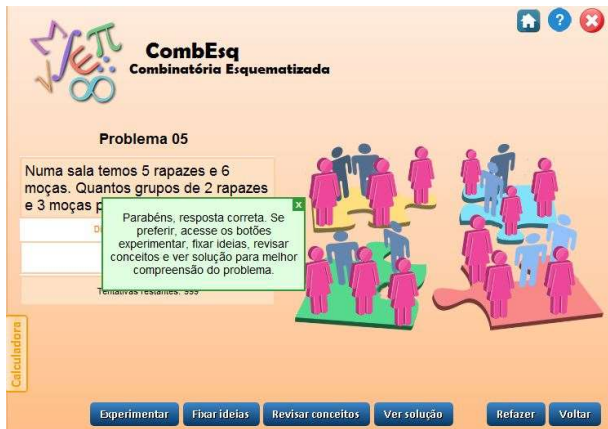 CombEsq
Combinatória Esquematizada
Problema 05
Numa sala temos 5 rapazes e 6
moças. Quantos grupos de 2 rapazes
e 3 moças
Parabéns, resposta correta. Se
preferir, acesse os botões
experimentar, fixar ideias, revisar
conceitos e ver solução para melhor
compreensão do problema.
x
Tentativas restantes: 999
Calculadora
Experimentar Fixar ideias Revisar conceitos Ver solução Refazer Voltar